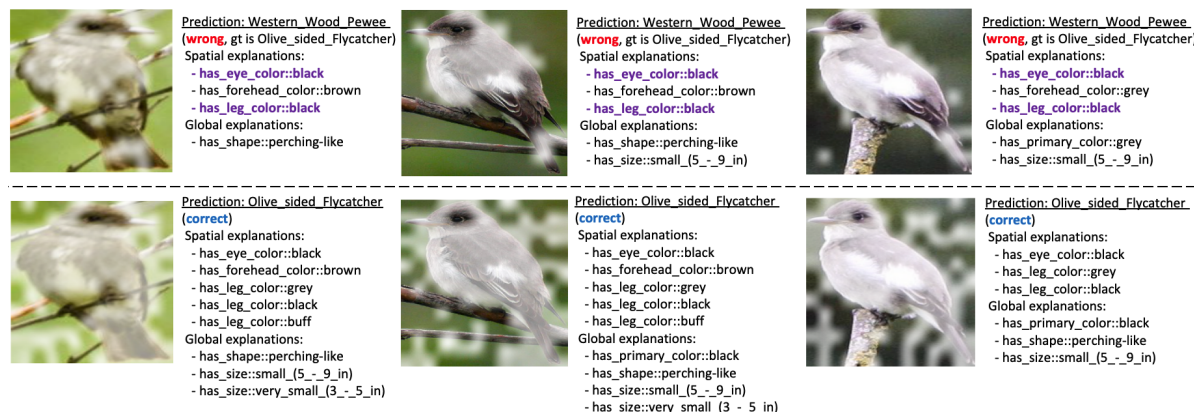 Prediction: Western_Wood_Pewee
(wrong, gt is Olive_sided_Flycatcher)
Spatial explanations:
- has_eye_color::black
- has_forehead_color::brown
- has_leg_color::black
Global explanations:
- has_shape::perching-like
Prediction: Western_Wood_Pewee
(wrong, gt is Olive_sided_Flycatcher)
Spatial explanations:
- has_eye_color::black
- has_forehead_color::brown
- has_leg_color::black
Global explanations:
- has_shape::perching-like
- has_size::small_(5_-_9_in)
Prediction: Western_Wood_Pewee
(wrong, gt is Olive_sided_Flycatcher)
Spatial explanations:
- has_eye_color::black
- has_forehead_color::grey
- has_leg_color::black
Global explanations:
- has_primary_color::grey
- has_size::small_(5_-_9_in)
Prediction: Olive_sided_Flycatcher
(correct)
Spatial explanations:
- has_eye_color::black
- has_forehead_color::brown
- has_leg_color::grey
- has_leg_color::black
- has_leg_color::buff
Global explanations:
- has_shape::perching-like
- has_size::small_(5_-_9_in)
- has_size::very_small_(3_-_5_in)
Prediction: Olive_sided_Flycatcher
(correct)
Spatial explanations:
- has_eye_color::black
- has_forehead_color::brown
- has_leg_color::grey
- has_leg_color::black
- has_leg_color::buff
Global explanations:
- has_primary_color::black
- has_shape::perching-like
- has_size::small_(5_-_9_in)
- has_size::very_small_(3_-_5_in)
Prediction: Olive_sided_Flycatcher
(correct)
Spatial explanations:
- has_eye_color::black
- has_leg_color::grey
- has_leg_color::black
Global explanations:
- has_primary_color::black
- has_shape::perching-like
- has_size::small_(5_-_9_in)